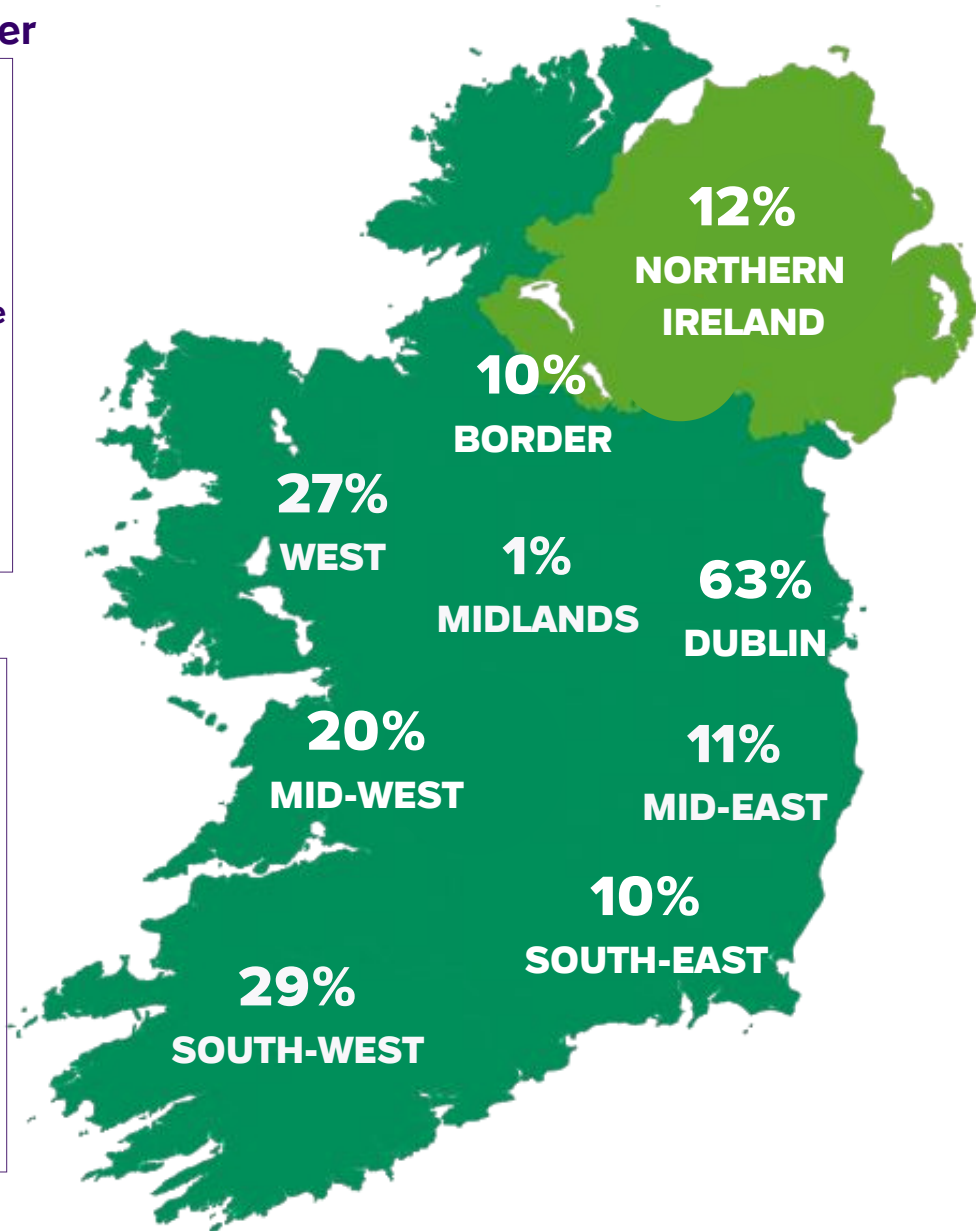 er
e
12%
NORTHERN
IRELAND
10%
BORDER
27%
WEST
1%
MIDLANDS
63%
DUBLIN
20%
MID-WEST
11%
MID-EAST
10%
SOUTH-EAST
29%
SOUTH-WEST